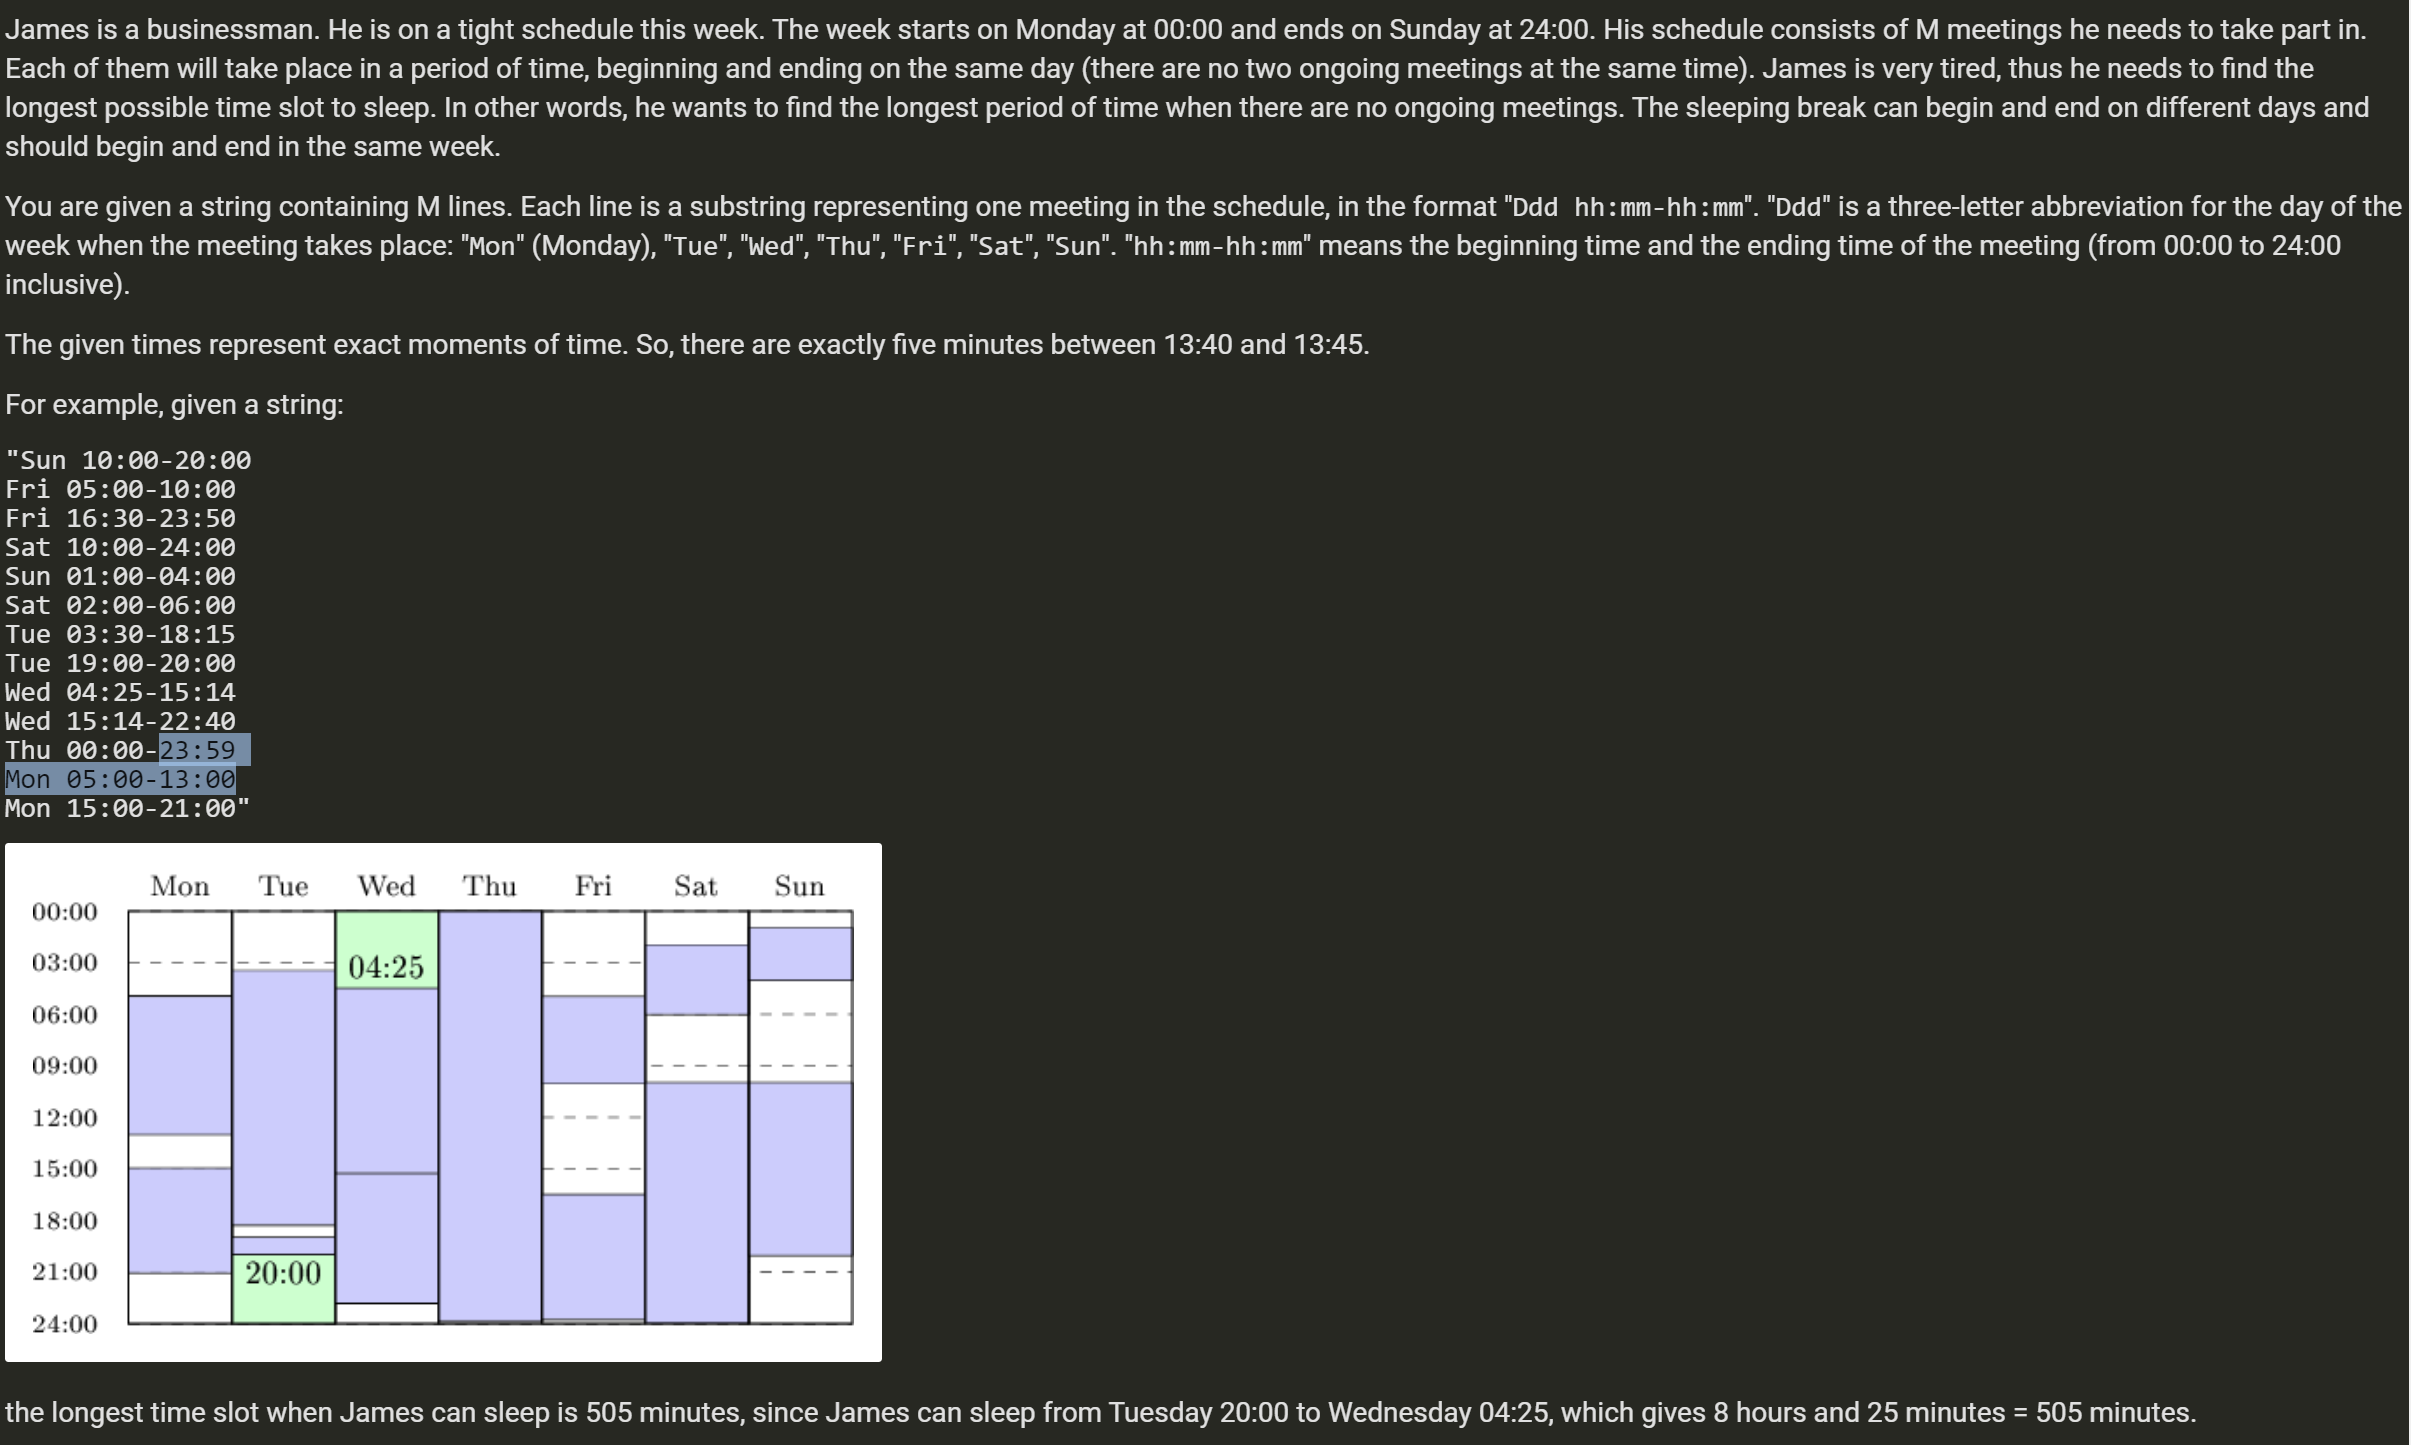 James is a businessman. He is on a tight schedule this week. The week starts on Monday at 00:00 and ends on Sunday at 24:00. His schedule consists of M meetings he needs to take part in.
Each of them will take place in a period of time, beginning and ending on the same day (there are no two ongoing meetings at the same time). James is very tired, thus he needs to find the
longest possible time slot to sleep. In other words, he wants to find the longest period of time when there are no ongoing meetings. The sleeping break can begin and end on different days and
should begin and end in the same week.
You are given a string containing M lines. Each line is a substring representing one meeting in the schedule, in the format "Ddd hh:mm-hh:mm". "Ddd" is a three-letter abbreviation for the day of the
week when the meeting takes place: "Mon" (Monday), "Tue", "Wed", "Thu", "Fri", "Sat", "Sun". "hh:mm-hh:mm" means the beginning time and the ending time of the meeting (from 00:00 to 24:00
inclusive).
The given times represent exact moments of time. So, there are exactly five minutes between 13:40 and 13:45.
For example, given a string:
"Sun 10:00-20:00
Fri 05:00-10:00
Fri 16:30-23:50
Sat 10:00-24:00
Sun 01:00-04:00
Sat 02:00-06:00
Tue 03:30-18:15
Tue 19:00-20:00
Wed 04:25-15:14
Wed 15:14-22:40
Thu 00:00-23:59
Mon 05:00-13:00
Mon 15:00-21:00"
Mon Tue Wed Thu Fri Sat Sun
00:00
03:00 04:25
06:00
09:00
12:00
15:00
18:00
21:00 20:00
24:00
the longest time slot when James can sleep is 505 minutes, since James can sleep from Tuesday 20:00 to Wednesday 04:25, which gives 8 hours and 25 minutes = 505 minutes.